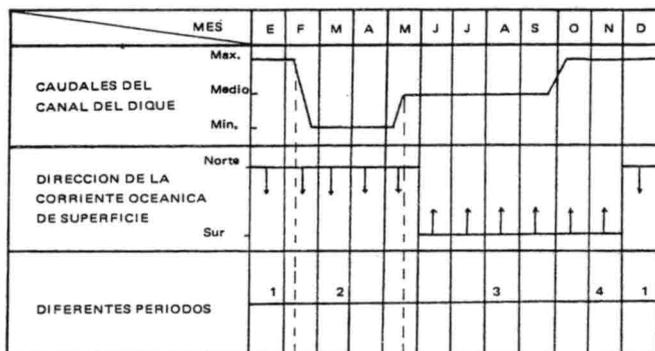 MES E F M A M J J A S O N D
CAUDALES DEL
CANAL DEL DIQUE
Max.
Medio
Min.
DIRECCION DE LA
CORRIENTE OCEANICA
DE SUPERFICIE
Norte
Sur
DIFERENTES PERIODOS
1 2 3 4 1